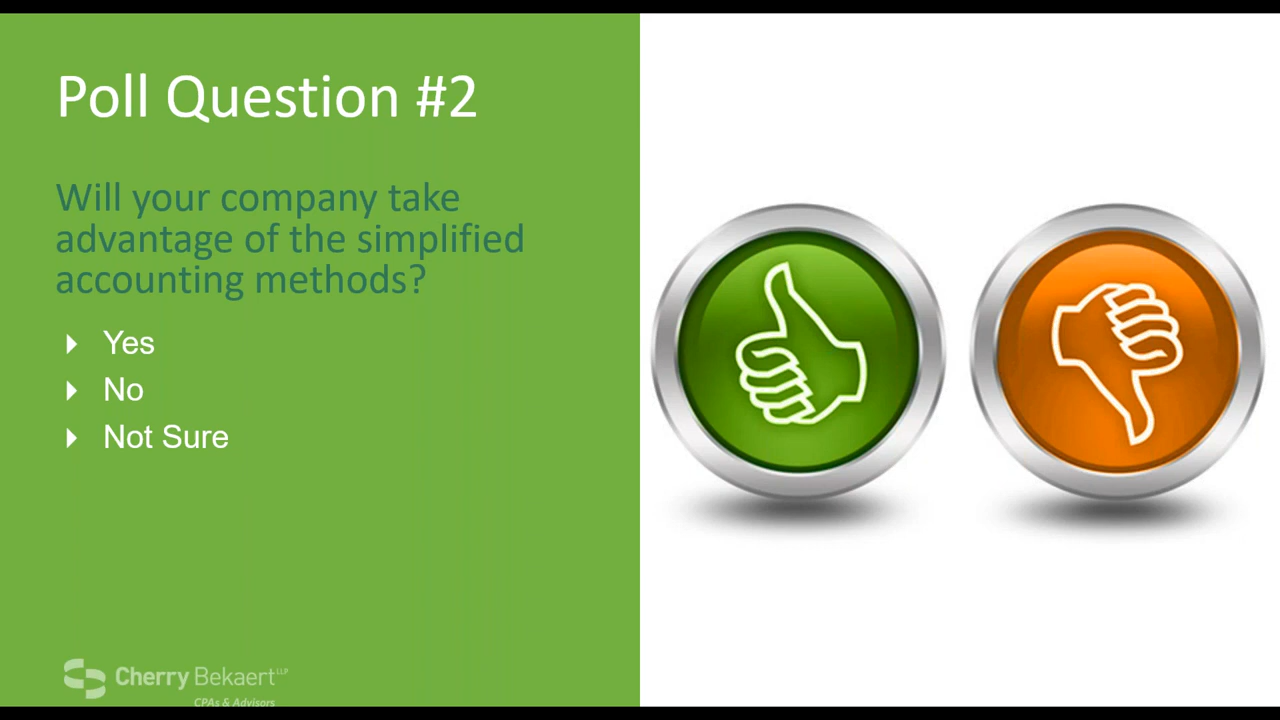 Poll Question #2
Will your company take
advantage of the simplified
accounting methods?
Yes
No
Not Sure
Cherry Bekaert LLP
CPAs & Advisors